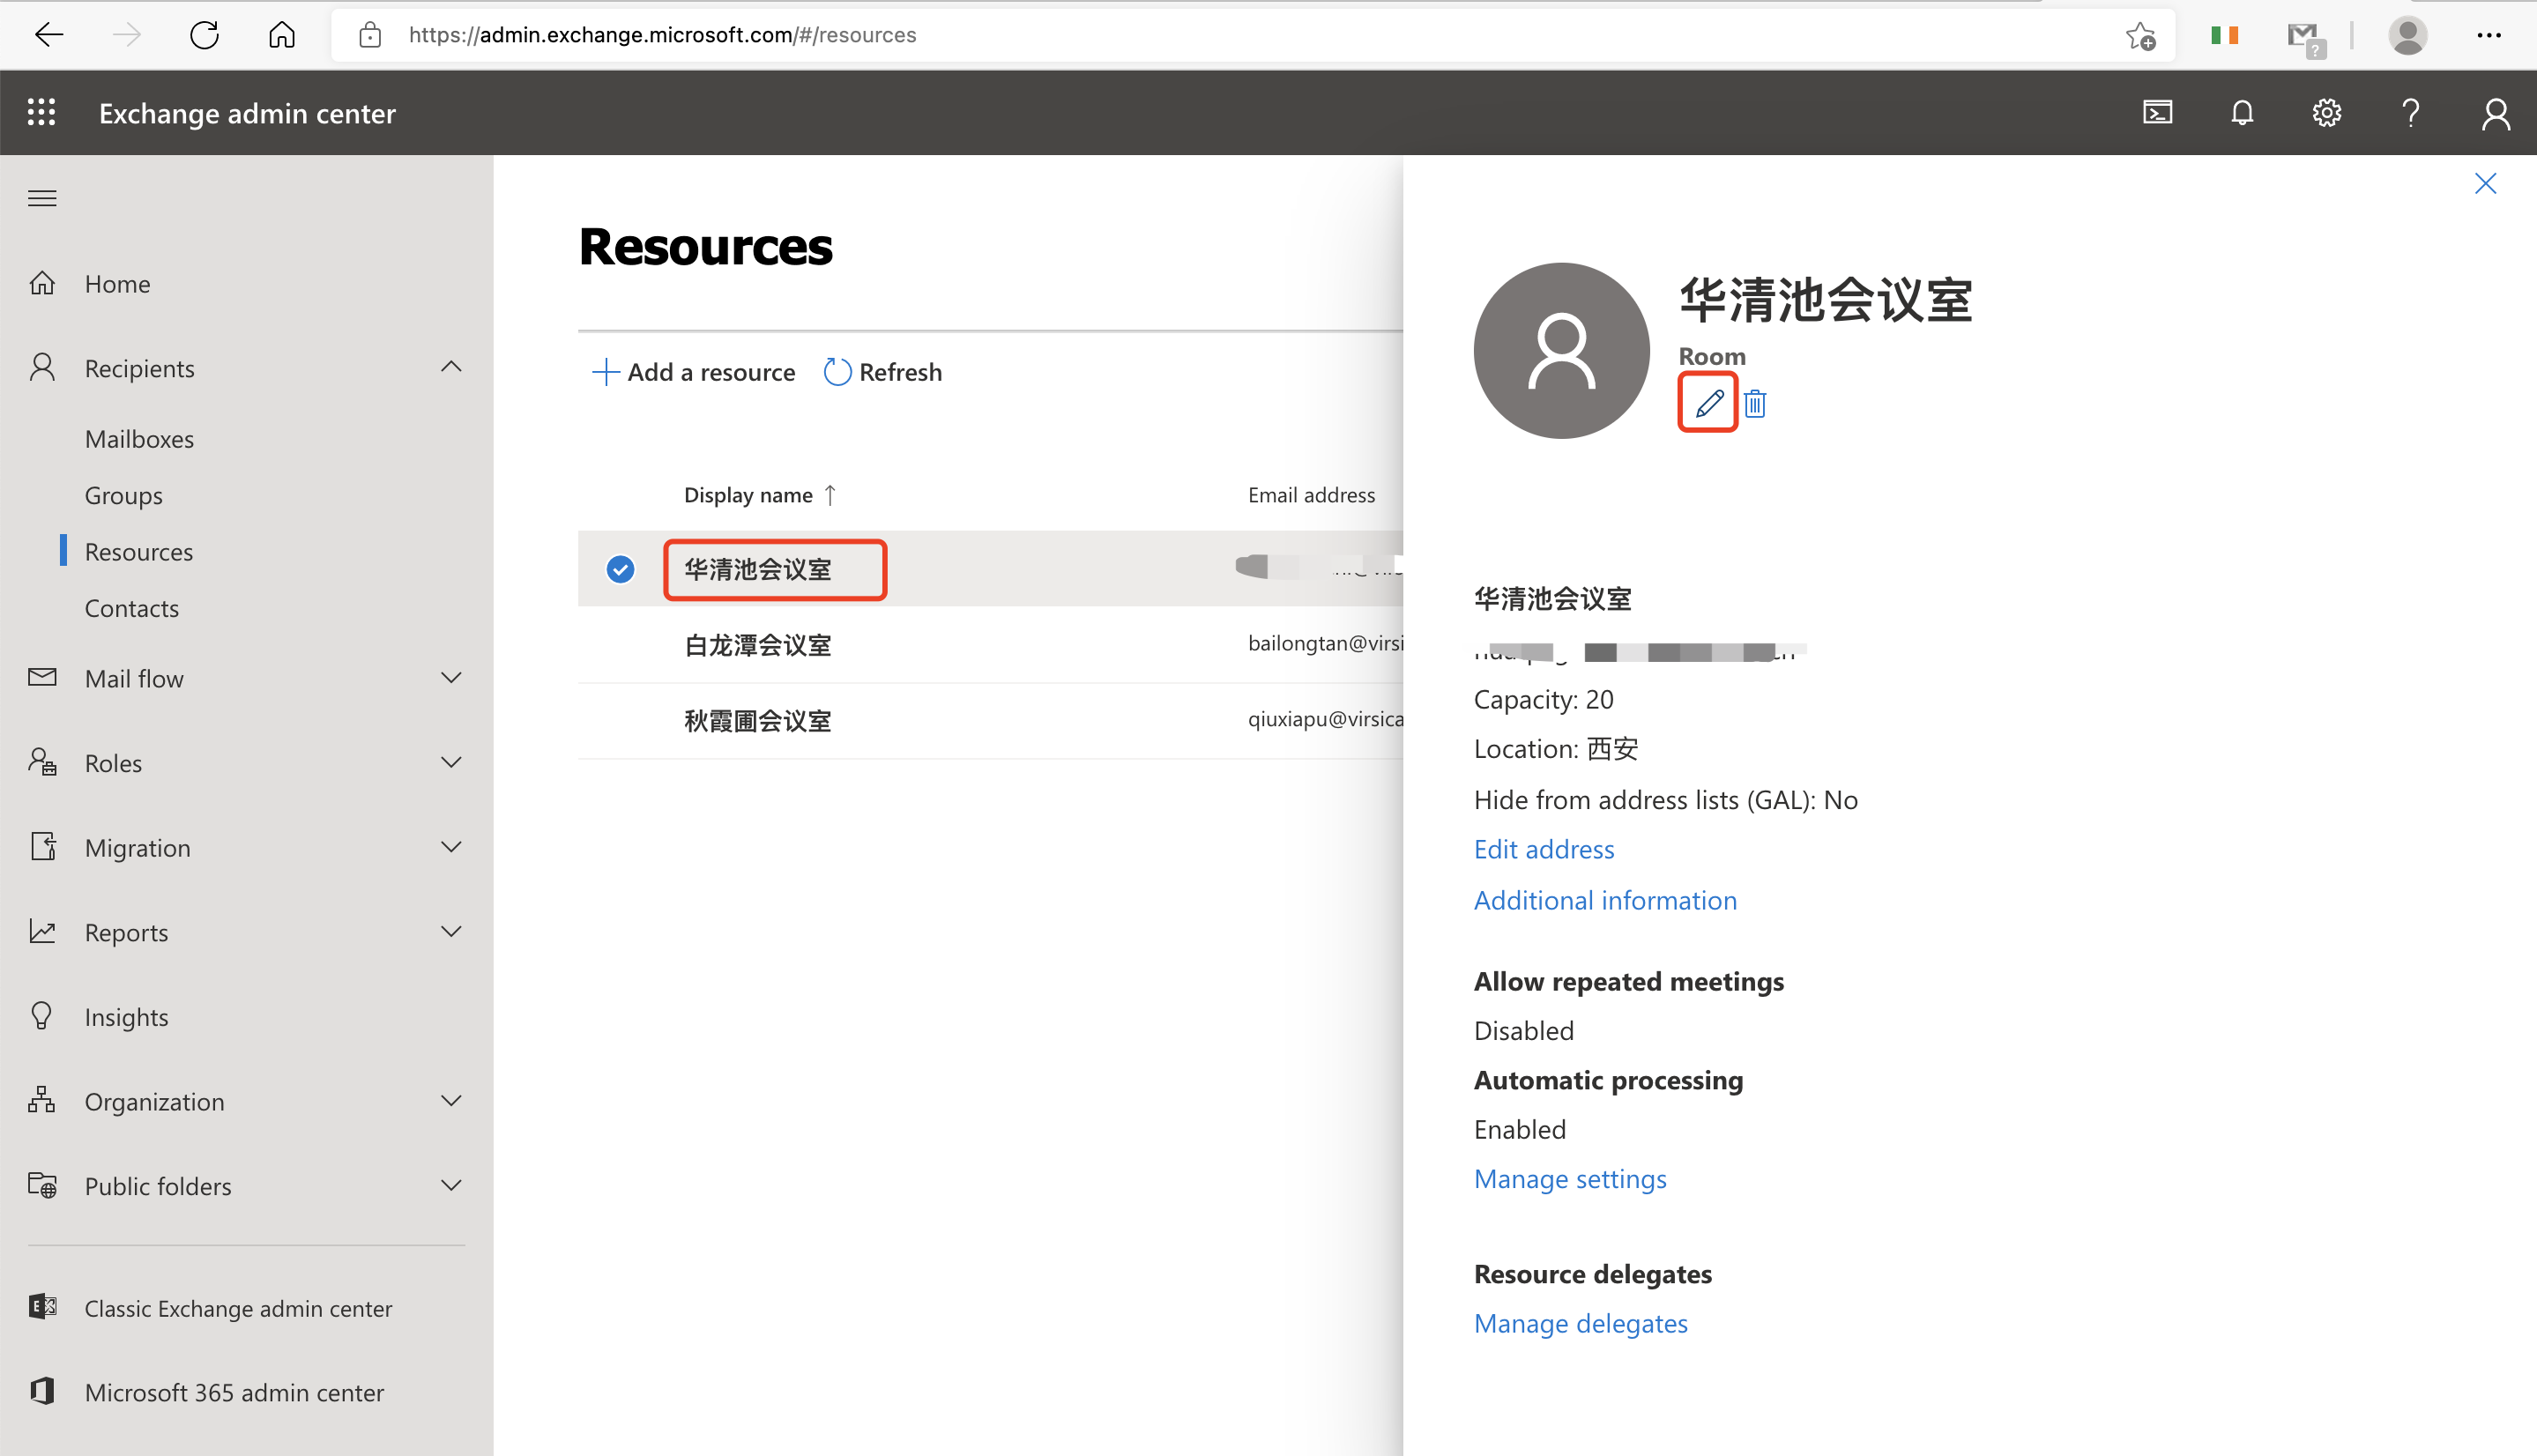 https://admin.exchange.microsoft.com/#/resources
Exchange admin center
Home
Recipients
Mailboxes
Groups
Resources
Contacts
Mail flow
Roles
Migration
Reports
Insights
Organization
Public folders
Classic Exchange admin center
Microsoft 365 admin center
Resources
Add a resource
Refresh
Display name ↑
Email address
华清池会议室
白龙潭会议室
bailongtan@virsi
秋霞圃会议室
qiuxiapu@virsica
华清池会议室
Room
华清池会议室
Capacity: 20
Location: 西安
Hide from address lists (GAL): No
Edit address
Additional information
Allow repeated meetings
Disabled
Automatic processing
Enabled
Manage settings
Resource delegates
Manage delegates